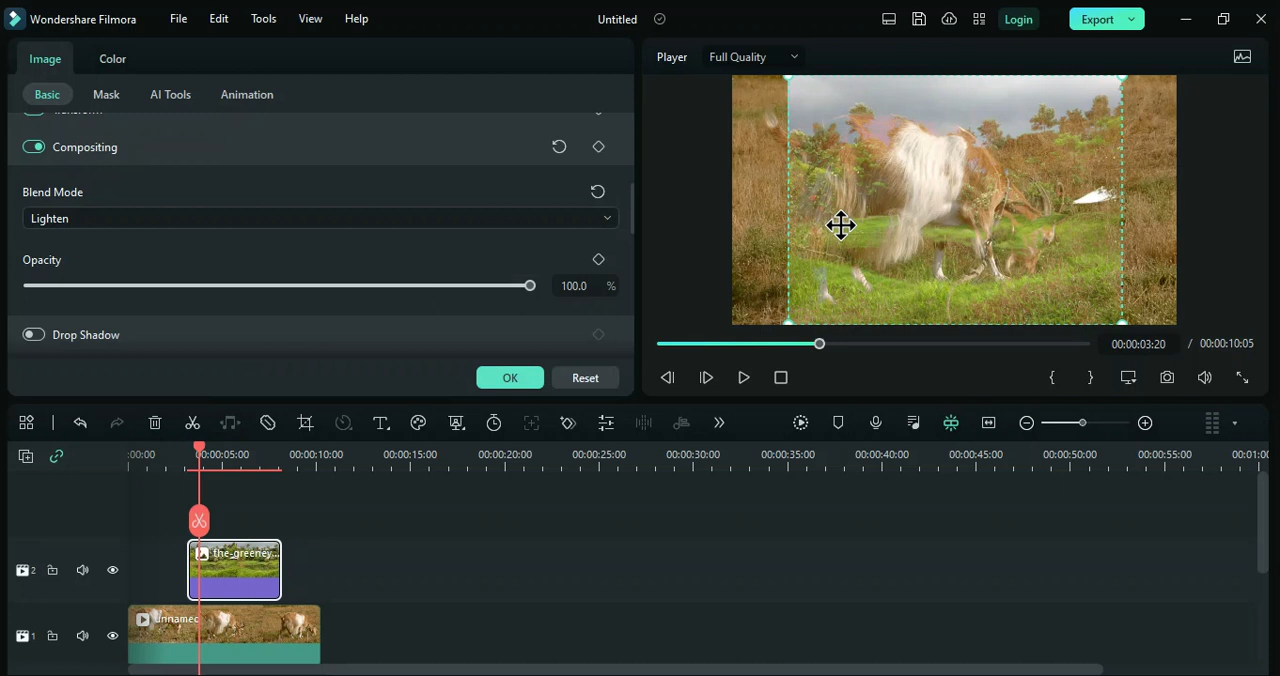 Wondershare Filmora File Edit Tools View Help Untitled Login Export
Image Color
Player Full Quality
Basic Mask AI Tools Animation
Compositing
Blend Mode
Lighten
Opacity
100.0 %
Drop Shadow
00:00:03:20 / 00:00:10:05
OK Reset
:00:00 00:00:05:00 00:00:10:00 00:00:15:00 00:00:20:00 00:00:25:00 00:00:30:00 00:00:35:00 00:00:40:00 00:00:45:00 00:00:50:00 00:00:55:00 00:01:0
the-greeney...
2
unnamed
1